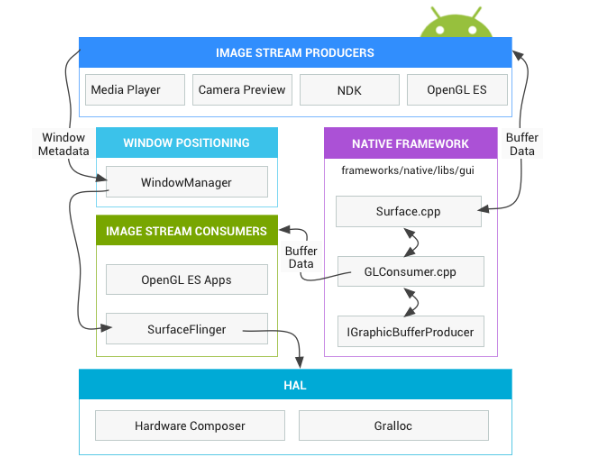 IMAGE STREAM PRODUCERS
Media Player
Camera Preview
NDK
OpenGL ES
Window
Metadata
Buffer
Data
WINDOW POSITIONING
WindowManager
NATIVE FRAMEWORK
frameworks/native/libs/gui
Surface.cpp
IMAGE STREAM CONSUMERS
OpenGL ES Apps
SurfaceFlinger
Buffer
Data
GLConsumer.cpp
IGraphicBufferProducer
HAL
Hardware Composer
Gralloc